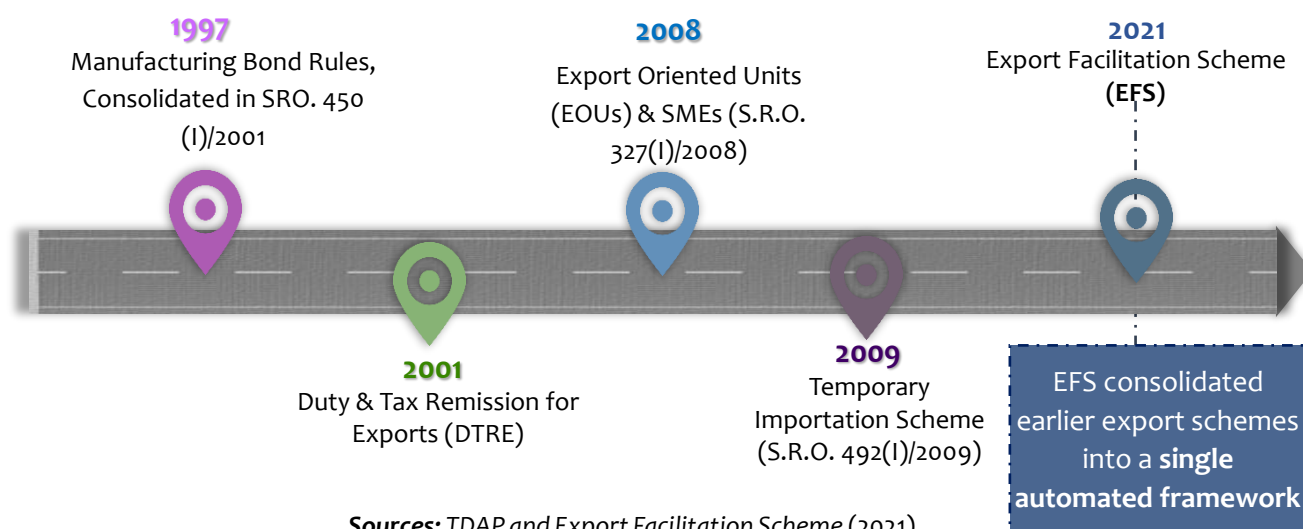 1997
Manufacturing Bond Rules,
Consolidated in SRO. 450
(I)/2001
2008
Export Oriented Units
(EOUs) & SMEs (S.R.O.
327(I)/2008)
2021
Export Facilitation Scheme
(EFS)
2001
Duty & Tax Remission for
Exports (DTRE)
2009
Temporary
Importation Scheme
(S.R.O. 492(I)/2009)
EFS consolidated
earlier export schemes
into a single
automated framework
Sources: TDAP and Export Facilitation Scheme (2021)